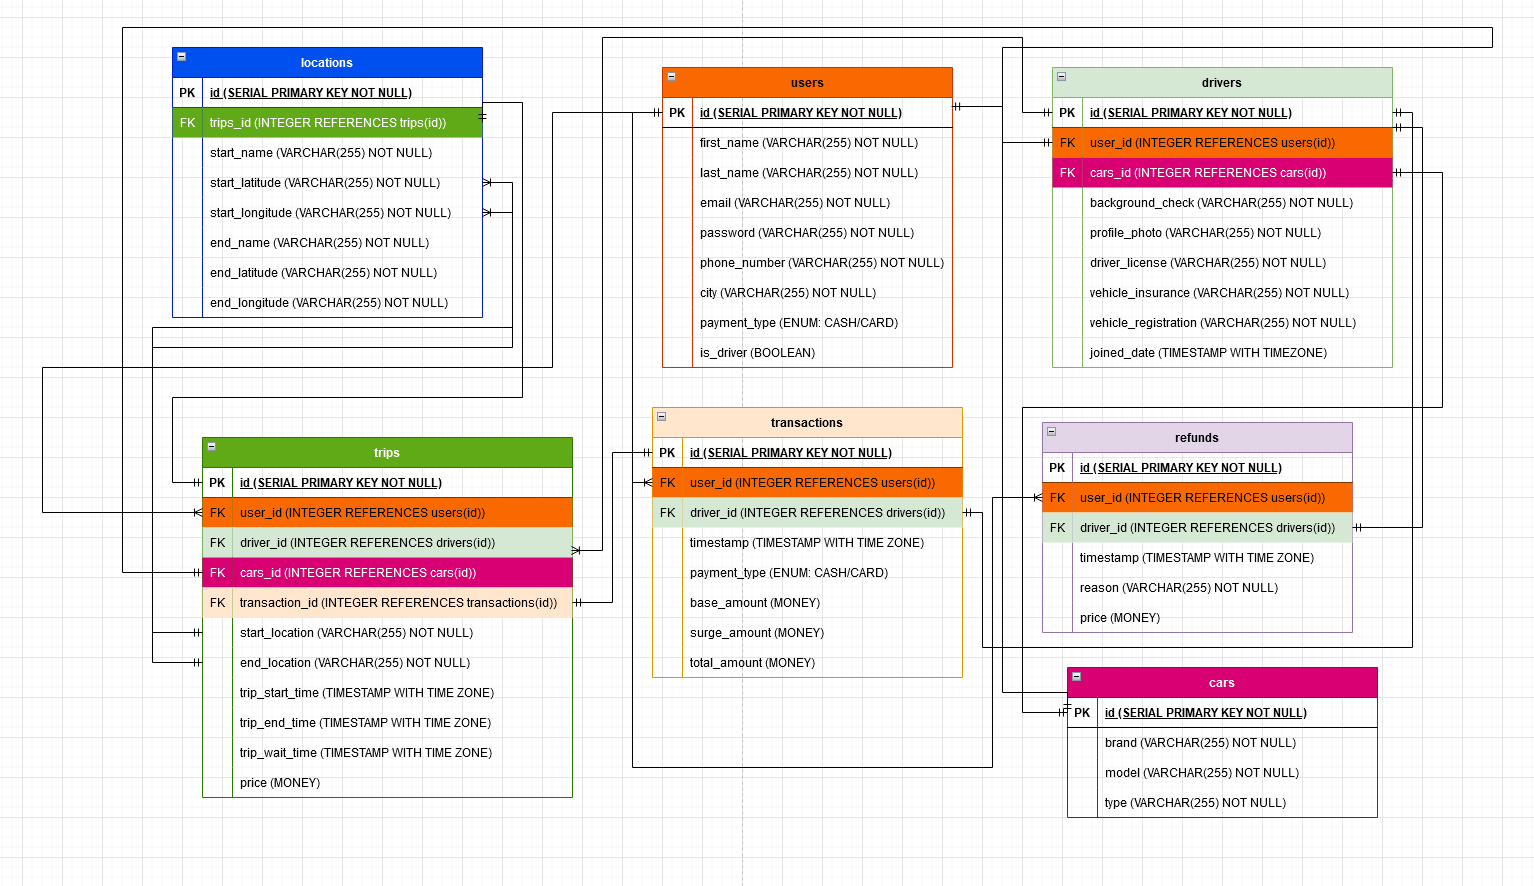 locations
PK id (SERIAL PRIMARY KEY NOT NULL)
FK trips_id (INTEGER REFERENCES trips(id))
start_name (VARCHAR(255) NOT NULL)
start_latitude (VARCHAR(255) NOT NULL)
start_longitude (VARCHAR(255) NOT NULL)
end_name (VARCHAR(255) NOT NULL)
end_latitude (VARCHAR(255) NOT NULL)
end_longitude (VARCHAR(255) NOT NULL)
users
PK id (SERIAL PRIMARY KEY NOT NULL)
first_name (VARCHAR(255) NOT NULL)
last_name (VARCHAR(255) NOT NULL)
email (VARCHAR(255) NOT NULL)
password (VARCHAR(255) NOT NULL)
phone_number (VARCHAR(255) NOT NULL)
city (VARCHAR(255) NOT NULL)
payment_type (ENUM: CASH/CARD)
is_driver (BOOLEAN)
drivers
PK id (SERIAL PRIMARY KEY NOT NULL)
FK user_id (INTEGER REFERENCES users(id))
FK cars_id (INTEGER REFERENCES cars(id))
background_check (VARCHAR(255) NOT NULL)
profile_photo (VARCHAR(255) NOT NULL)
driver_license (VARCHAR(255) NOT NULL)
vehicle_insurance (VARCHAR(255) NOT NULL)
vehicle_registration (VARCHAR(255) NOT NULL)
joined_date (TIMESTAMP WITH TIMEZONE)
trips
PK id (SERIAL PRIMARY KEY NOT NULL)
FK user_id (INTEGER REFERENCES users(id))
FK driver_id (INTEGER REFERENCES drivers(id))
FK cars_id (INTEGER REFERENCES cars(id))
FK transaction_id (INTEGER REFERENCES transactions(id))
start_location (VARCHAR(255) NOT NULL)
end_location (VARCHAR(255) NOT NULL)
trip_start_time (TIMESTAMP WITH TIME ZONE)
trip_end_time (TIMESTAMP WITH TIME ZONE)
trip_wait_time (TIMESTAMP WITH TIME ZONE)
price (MONEY)
transactions
PK id (SERIAL PRIMARY KEY NOT NULL)
FK user_id (INTEGER REFERENCES users(id))
FK driver_id (INTEGER REFERENCES drivers(id))
timestamp (TIMESTAMP WITH TIME ZONE)
payment_type (ENUM: CASH/CARD)
base_amount (MONEY)
surge_amount (MONEY)
total_amount (MONEY)
refunds
PK id (SERIAL PRIMARY KEY NOT NULL)
FK user_id (INTEGER REFERENCES users(id))
FK driver_id (INTEGER REFERENCES drivers(id))
timestamp (TIMESTAMP WITH TIME ZONE)
reason (VARCHAR(255) NOT NULL)
price (MONEY)
cars
PK id (SERIAL PRIMARY KEY NOT NULL)
brand (VARCHAR(255) NOT NULL)
model (VARCHAR(255) NOT NULL)
type (VARCHAR(255) NOT NULL)